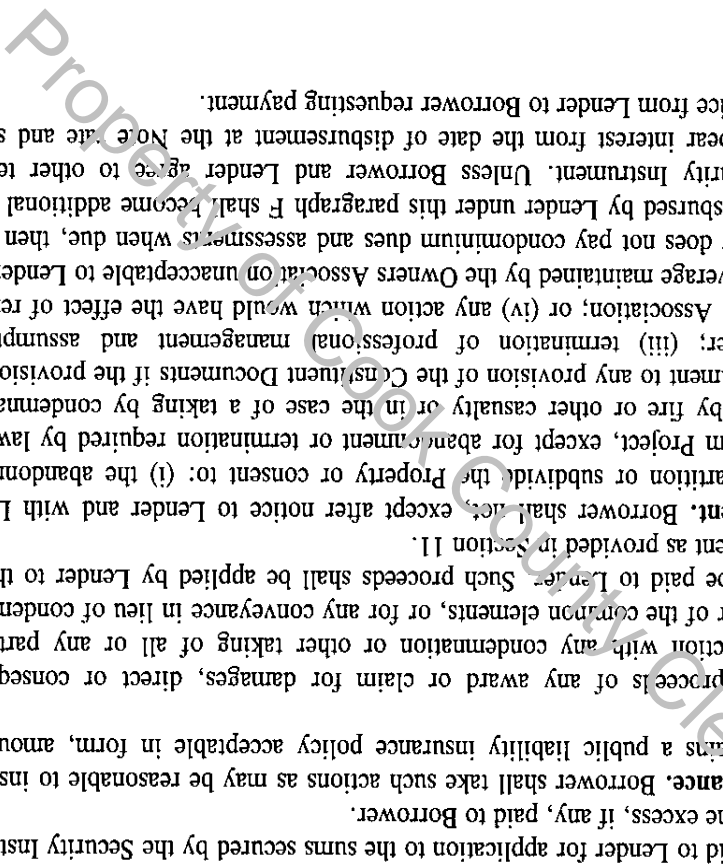 id to Lender for application to the sums secured by the Security Inst
he excess, if any, paid to Borrower.
ance. Borrower shall take such actions as may be reasonable to ins
ains a public liability insurance policy acceptable in form, amou
proceeds of any award or claim for damages, direct or conseq
ction with any condemnation or other taking of all or any part
r of the common elements, or for any conveyance in lieu of conden
be paid to Lender. Such proceeds shall be applied by Lender to th
ent as provided in Section 11.
ent. Borrower shall not, except after notice to Lender and with L
artition or subdivide the Property or consent to: (i) the abandonn
m Project, except for abandonment or termination required by law
by fire or other casualty or in the case of a taking by condemna
ment to any provision of the Constituent Documents if the provisio
er; (iii) termination of professional management and assump
Association; or (iv) any action which would have the effect of re
verage maintained by the Owners Association unacceptable to Lender
does not pay condominium dues and assessments when due, then
sbursed by Lender under this paragraph F shall become additional
urity Instrument. Unless Borrower and Lender agree to other te
bear interest from the date of disbursement at the Note rate and s
ice from Lender to Borrower requesting payment.
Property of Cook County Cle